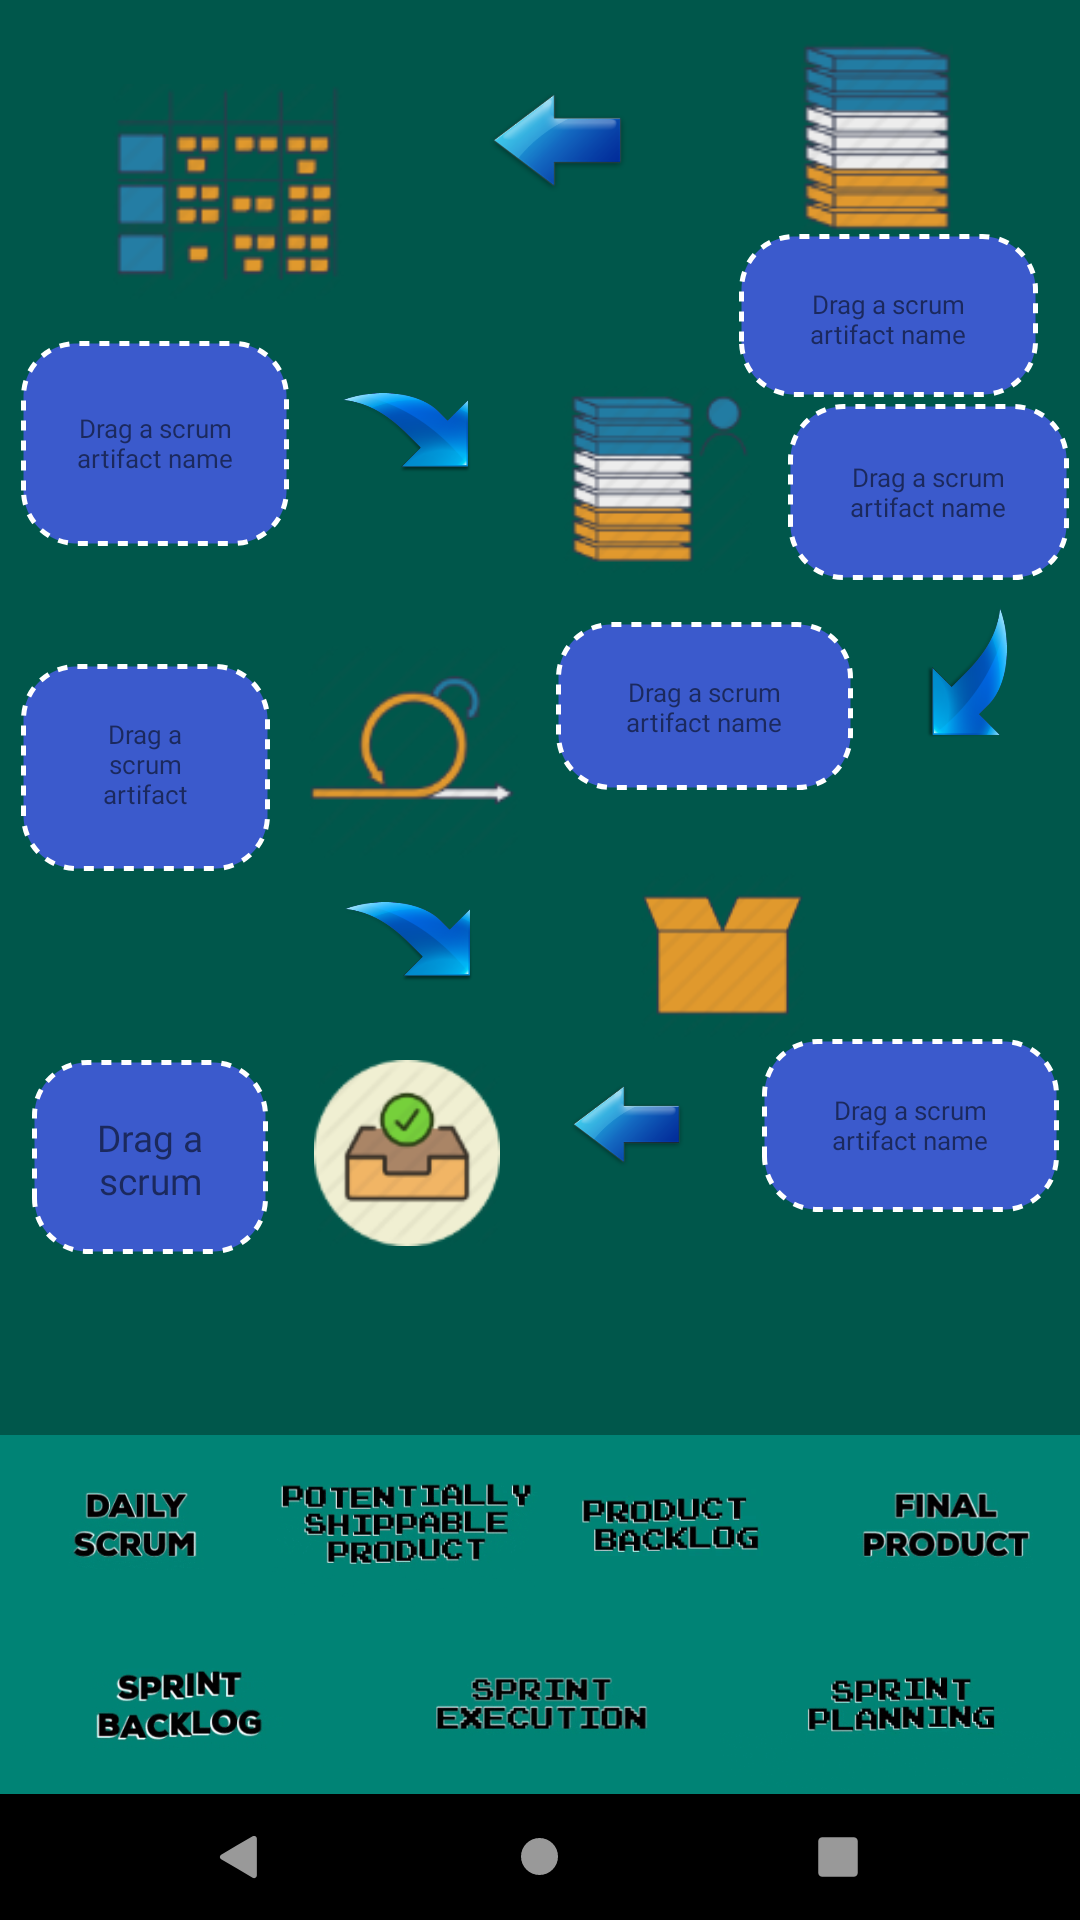 Drag a scrum
artifact name
Drag a scrum
artifact name
Drag a scrum
artifact name
Drag a scrum
artifact name
Drag a
scrum
artifact
Drag a scrum
artifact name
Drag a
scrum
DAILY
SCRUM
POTENTIALLY
SHIPPABLE
PRODUCT
PRODUCT
BACKLOG
FINAL
PRODUCT
SPRINT
BACKLOG
SPRINT
EXECUTION
SPRINT
PLANNING